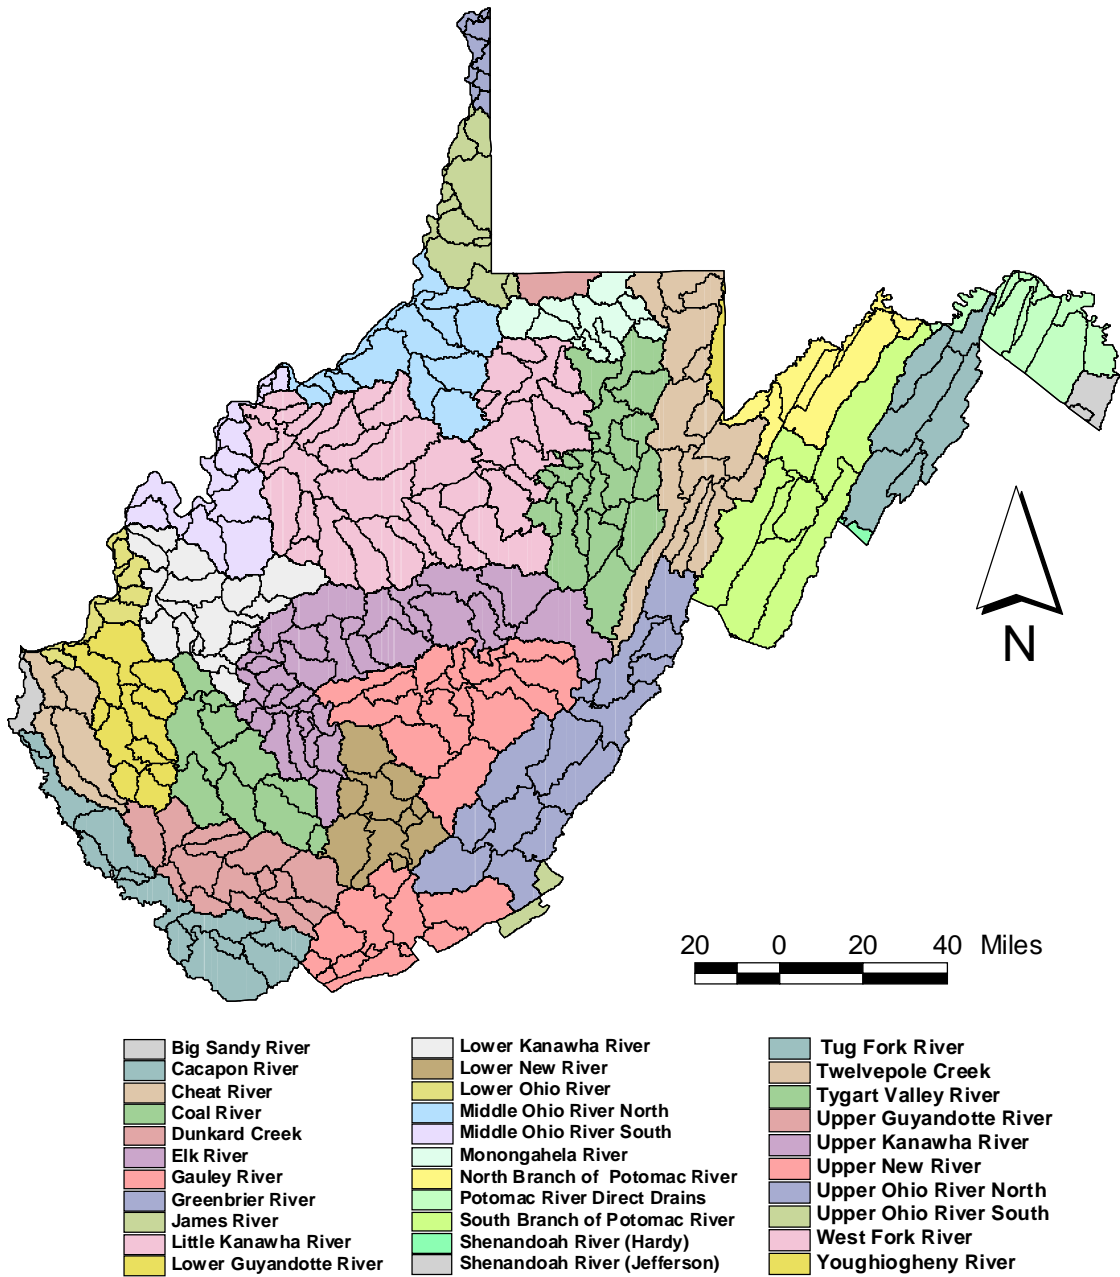 N
20 0 20 40 Miles
Big Sandy River
Cacapon River
Cheat River
Coal River
Dunkard Creek
Elk River
Gauley River
Greenbrier River
James River
Little Kanawha River
Lower Guyandotte River
Lower Kanawha River
Lower New River
Lower Ohio River
Middle Ohio River North
Middle Ohio River South
Monongahela River
North Branch of Potomac River
Potomac River Direct Drains
South Branch of Potomac River
Shenandoah River (Hardy)
Shenandoah River (Jefferson)
Tug Fork River
Twelvepole Creek
Tygart Valley River
Upper Guyandotte River
Upper Kanawha River
Upper New River
Upper Ohio River North
Upper Ohio River South
West Fork River
Youghiogheny River